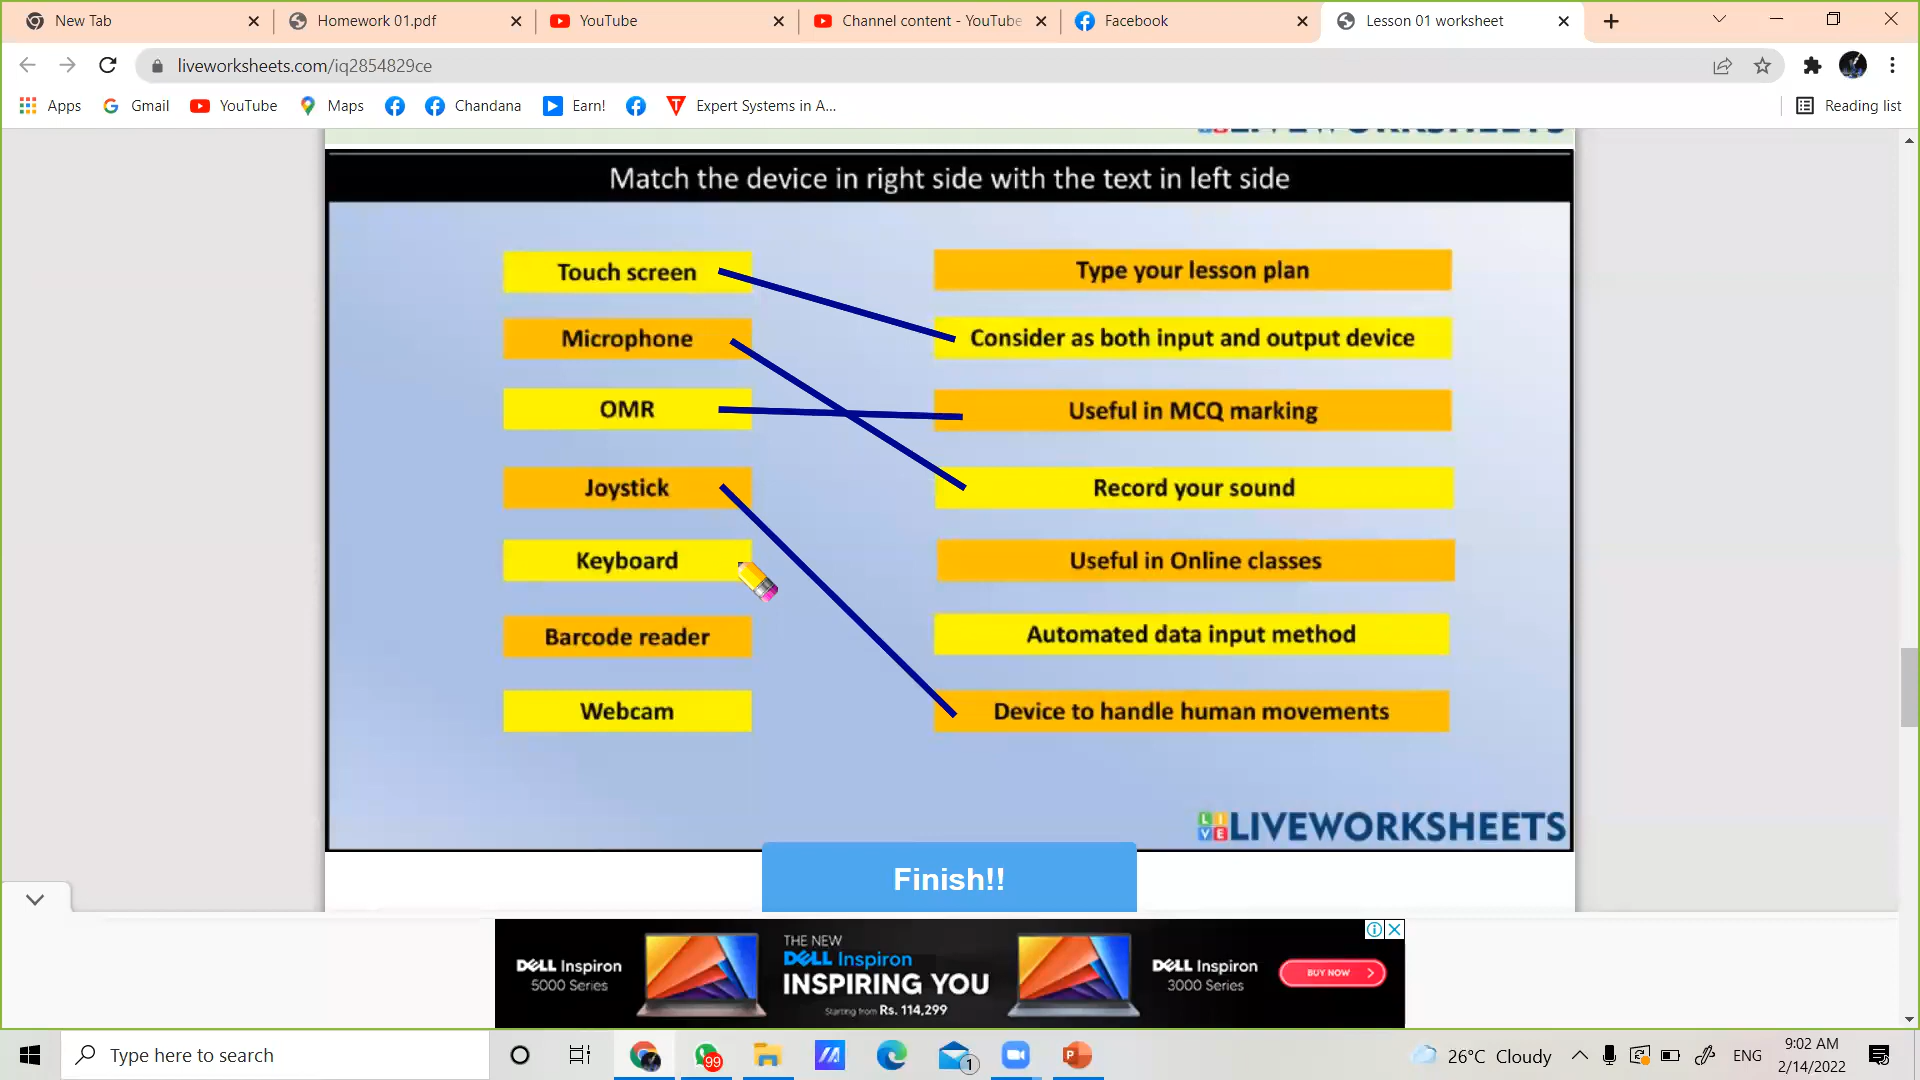 New Tab
Homework 01.pdf
YouTube
Channel content - YouTube
Facebook
Lesson 01 worksheet
liveworksheets.com/iq2854829ce
Apps
Gmail
YouTube
Maps
Chandana
Earn!
Expert Systems in A...
Reading list
LIVEWORKSHEETS
Match the device in right side with the text in left side
Touch screen
Type your lesson plan
Microphone
Consider as both input and output device
OMR
Useful in MCQ marking
Joystick
Record your sound
Keyboard
Useful in Online classes
Barcode reader
Automated data input method
Webcam
Device to handle human movements
LIVE LIVEWORKSHEETS
Finish!!
DELL Inspiron
5000 Series
THE NEW
DELL Inspiron
INSPIRING YOU
Starting from Rs. 114,299
DELL Inspiron
3000 Series
BUY NOW
Type here to search
99
1
26°C Cloudy
ENG
9:02 AM
2/14/2022